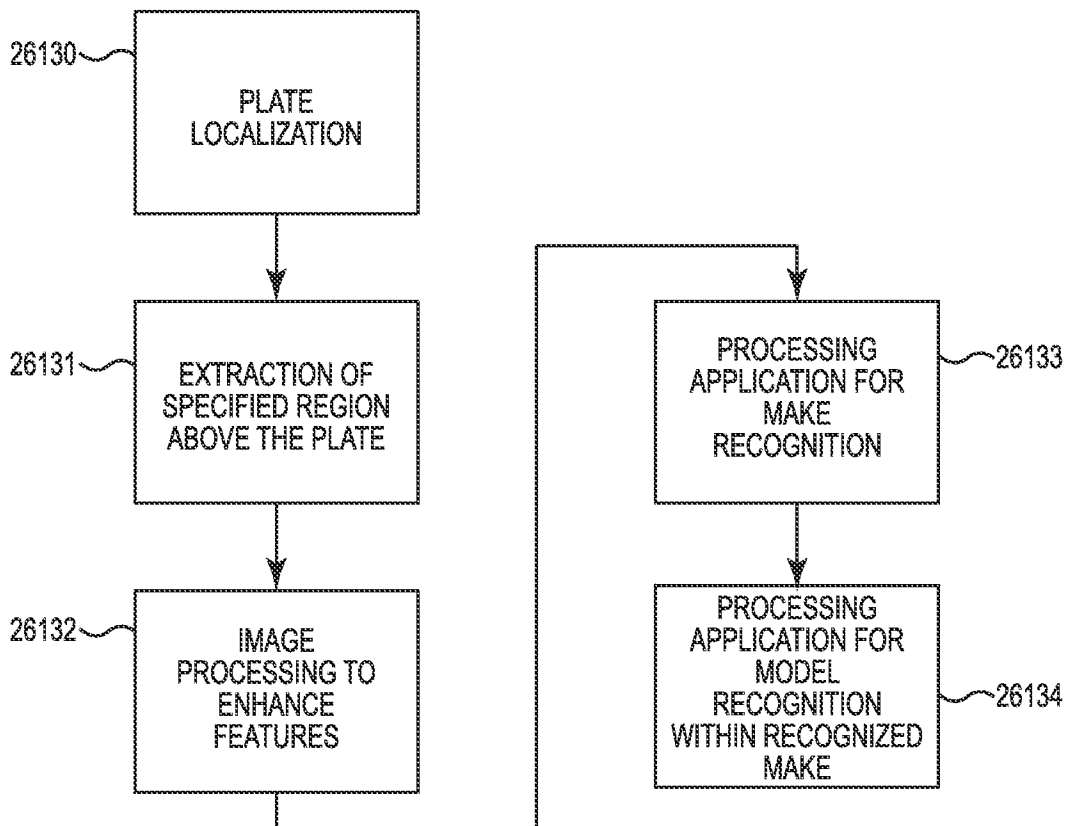 26130
PLATE
LOCALIZATION
26131
EXTRACTION OF
SPECIFIED REGION
ABOVE THE PLATE
26132
IMAGE
PROCESSING TO
ENHANCE
FEATURES
PROCESSING
APPLICATION FOR
MAKE
RECOGNITION
26133
PROCESSING
APPLICATION FOR
MODEL
RECOGNITION
WITHIN RECOGNIZED
MAKE
26134